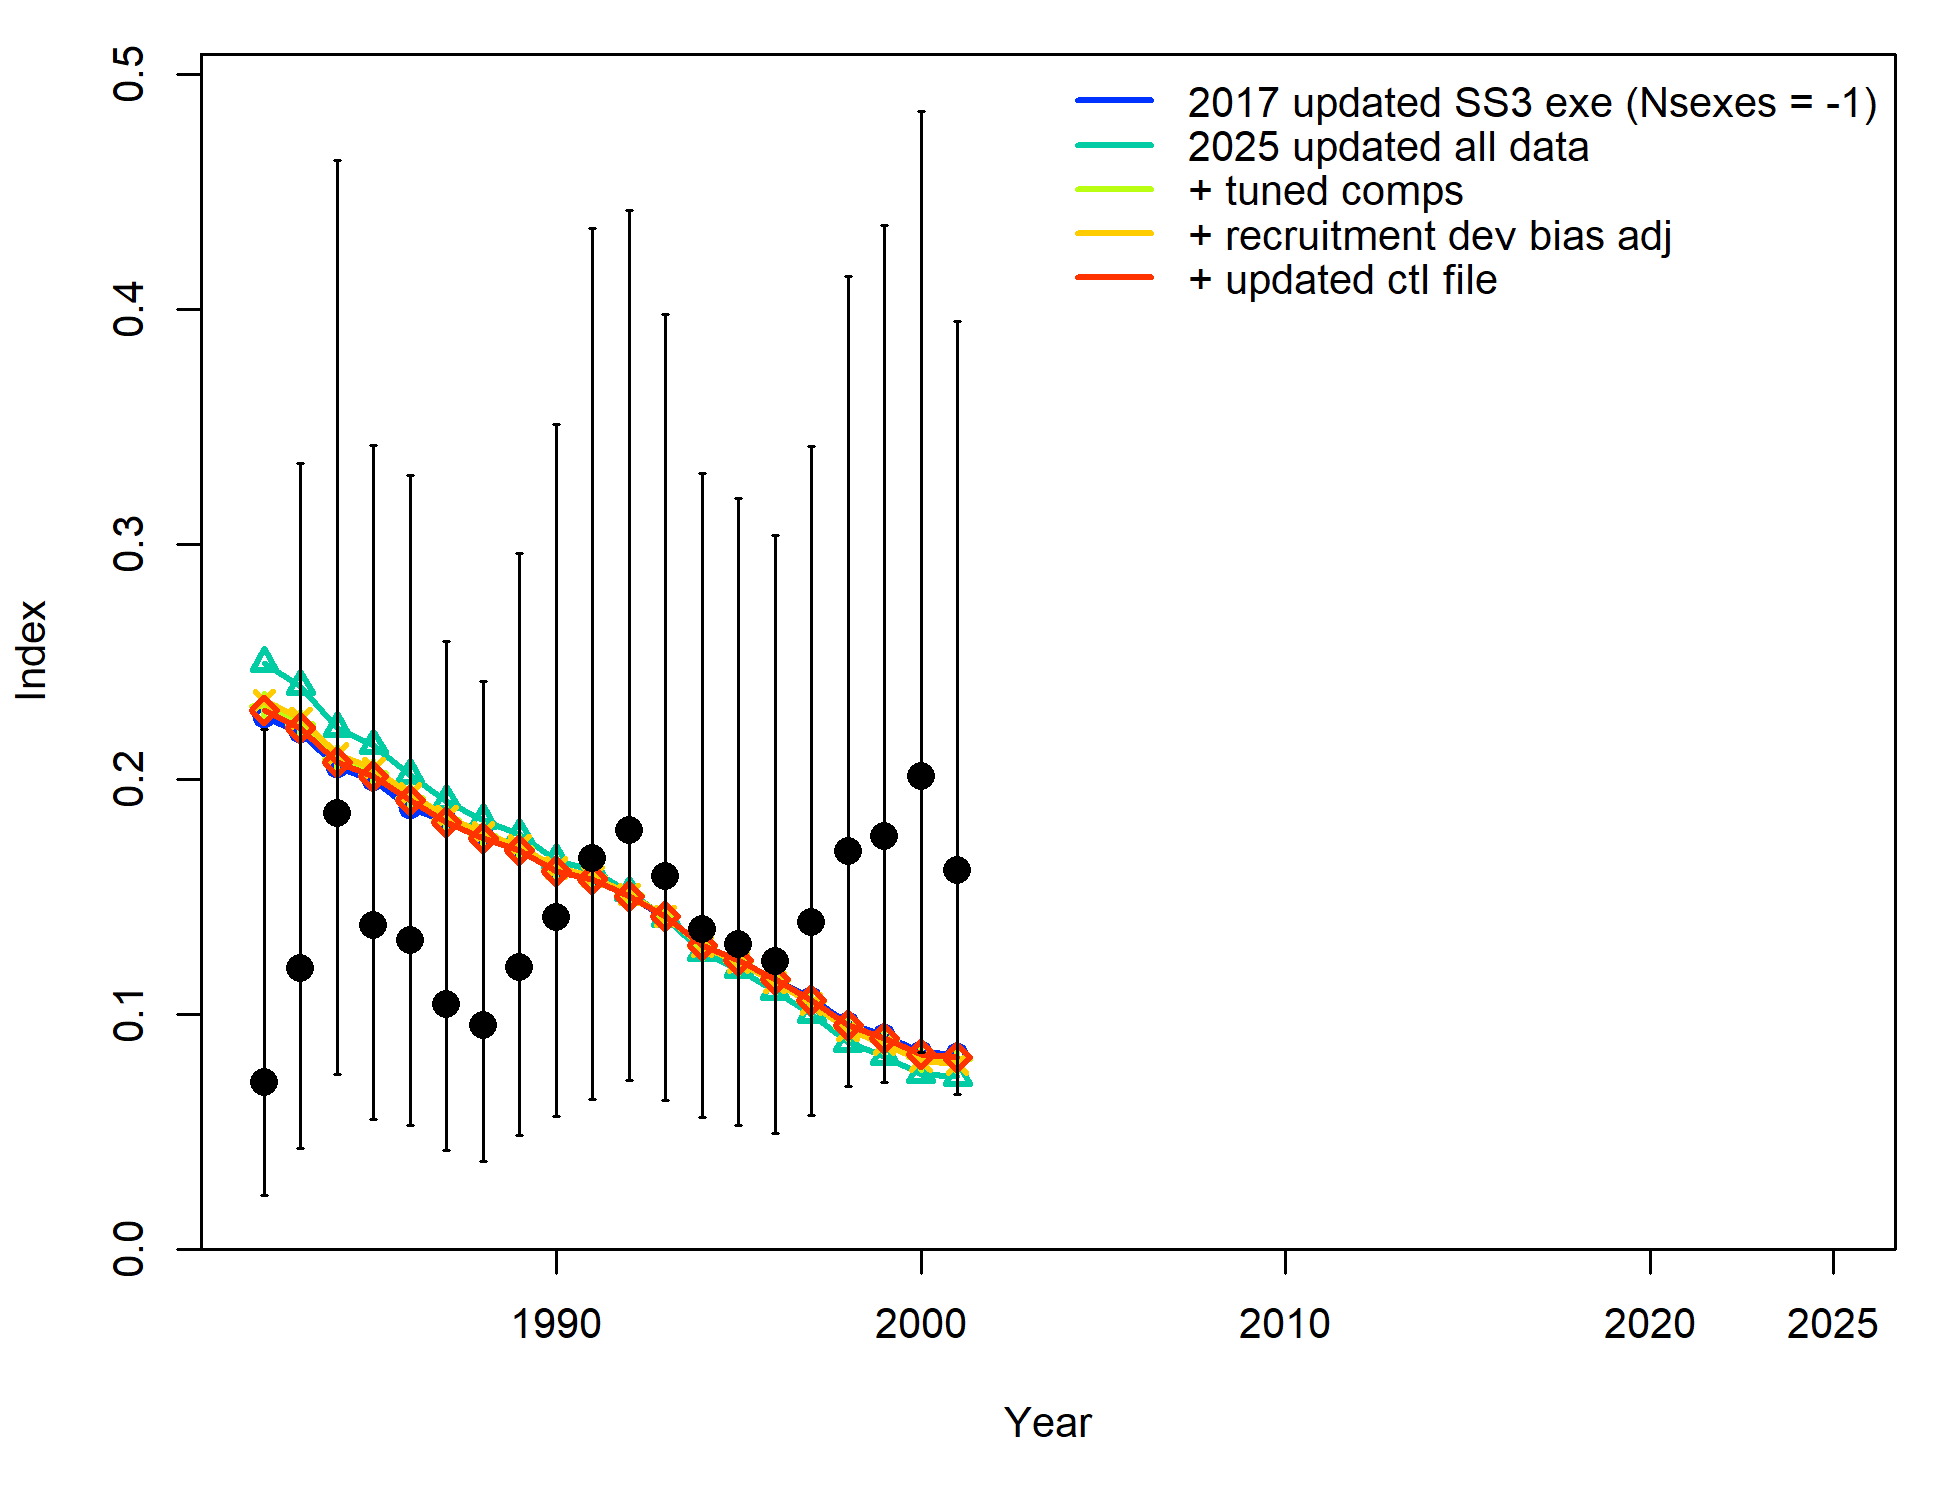 2017 updated SS3 exe (Nsexes = -1)
2025 updated all data
+ tuned comps
+ recruitment dev bias adj
+ updated ctl file
0.5
0.4
0.3
0.2
0.1
0.0
Index
1990 2000 2010 2020 2025
Year